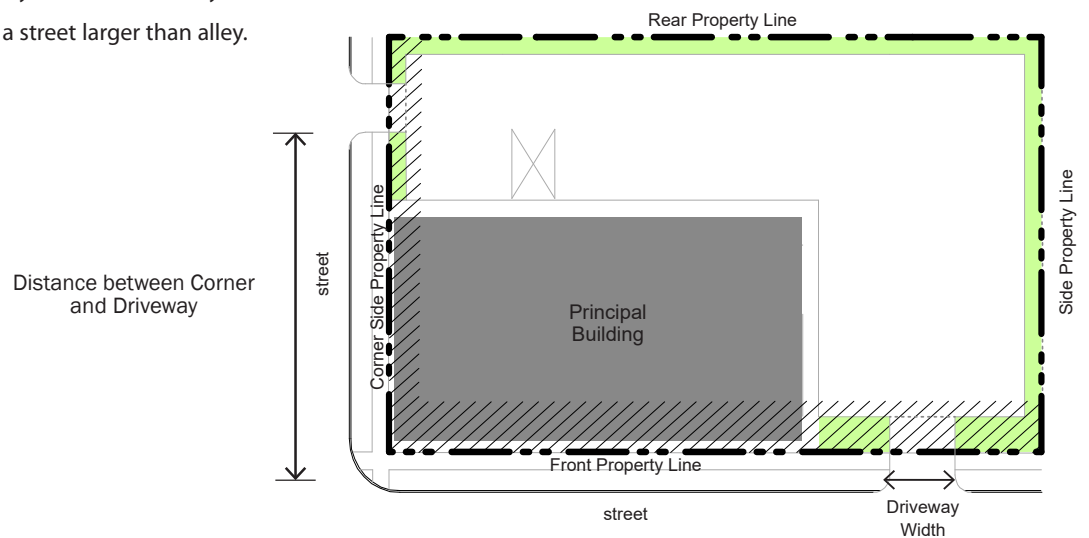 a street larger than alley.
Rear Property Line
Side Property Line
Corner Side Property Line
street
Distance between Corner
and Driveway
Principal
Building
Front Property Line
street
Driveway
Width